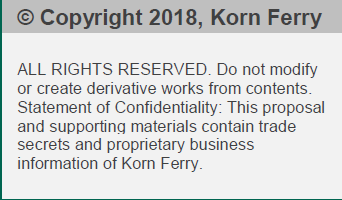 © Copyright 2018, Korn Ferry
ALL RIGHTS RESERVED. Do not modify
or create derivative works from contents.
Statement of Confidentiality: This proposal
and supporting materials contain trade
secrets and proprietary business
information of Korn Ferry.